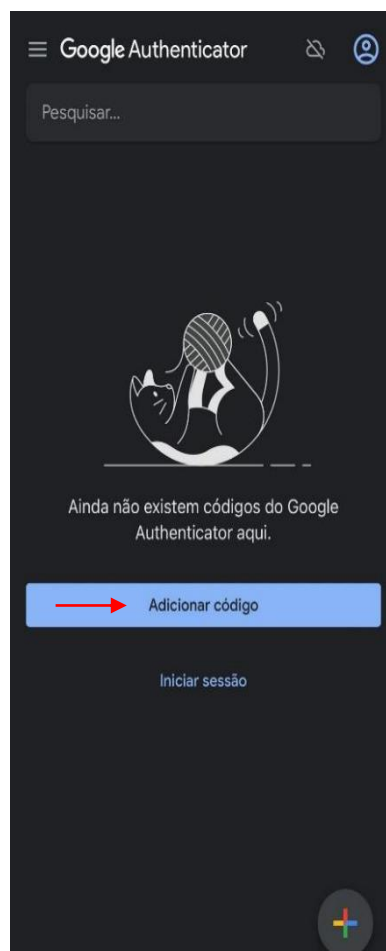 Google Authenticator
Pesquisar...
Ainda não existem códigos do Google
Authenticator aqui.
Adicionar código
Iniciar sessão